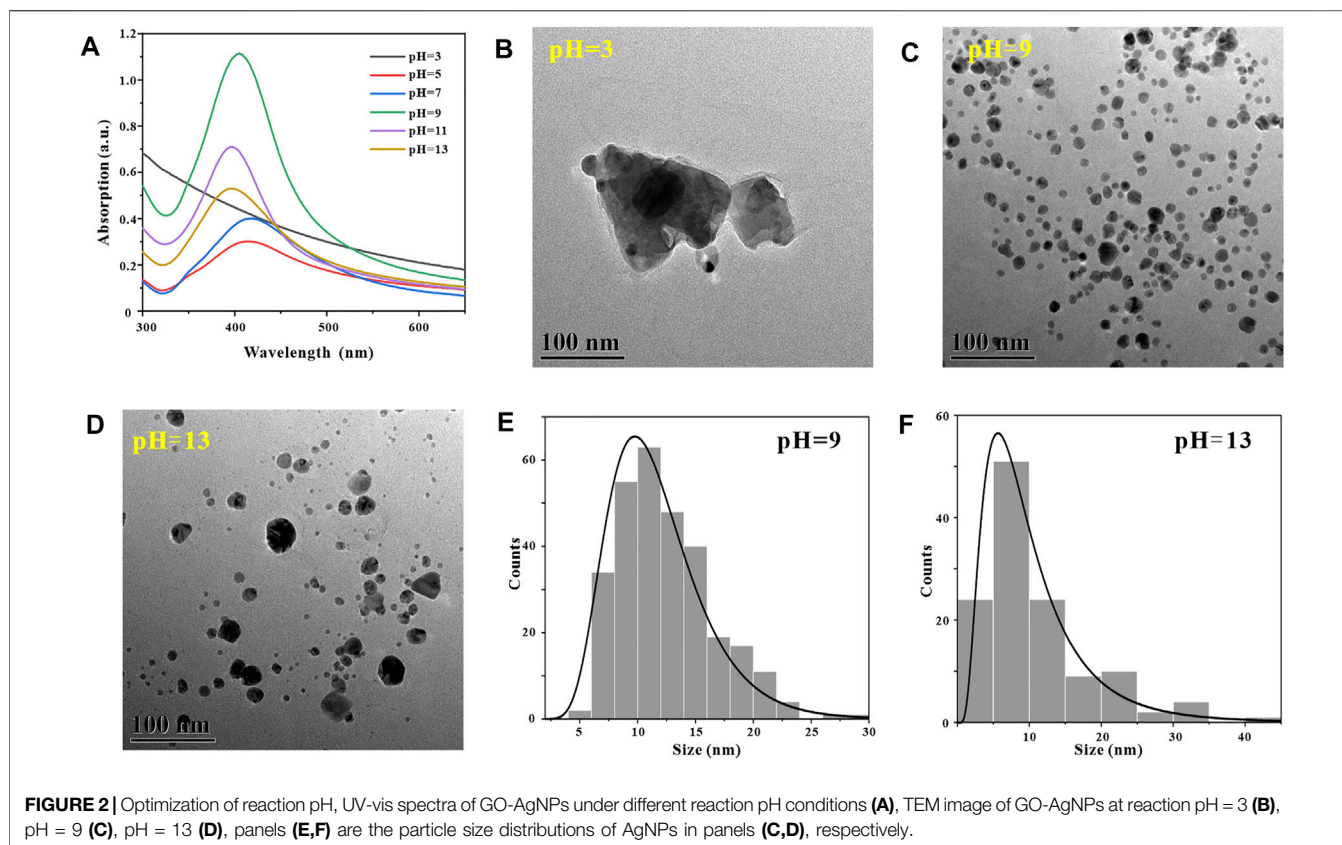 A
1.2
1.0
0.8
0.6
0.4
0.2
0
Absorption (a.u.)
300
400
500
600
Wavelength (nm)
pH=3
pH=5
pH=7
pH=9
pH=11
pH=13
B
pH=3
100 nm
C
pH=9
100 nm
D
pH=13
100 nm
E
pH=9
60
40
20
0
Counts
5
10
15
20
25
30
Size (nm)
F
pH=13
60
40
20
0
Counts
10
20
30
40
Size (nm)
FIGURE 2 | Optimization of reaction pH, UV-vis spectra of GO-AgNPs under different reaction pH conditions (A), TEM image of GO-AgNPs at reaction pH = 3 (B),
pH = 9 (C), pH = 13 (D), panels (E,F) are the particle size distributions of AgNPs in panels (C,D), respectively.